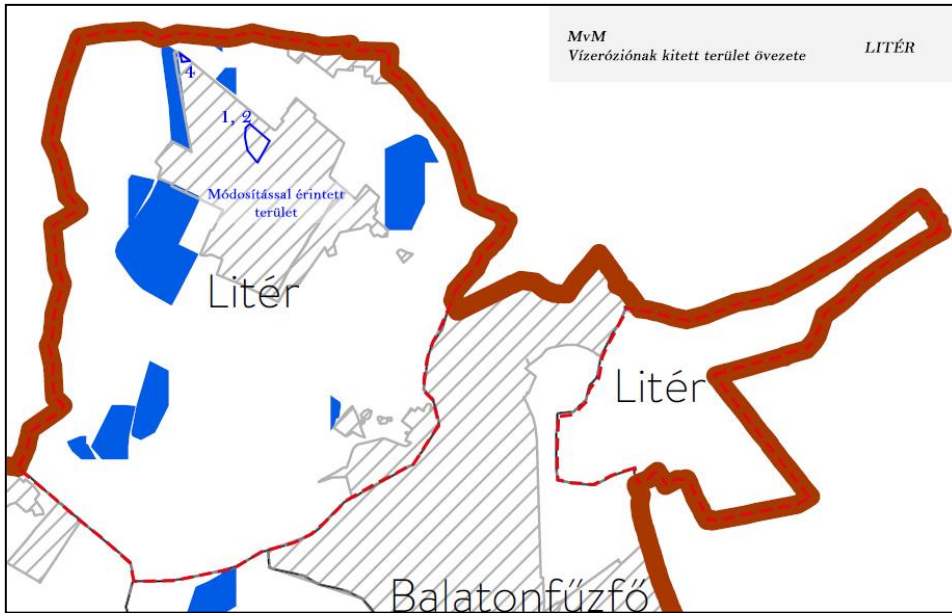 MvM
Vízeróziónak kitett terület övezete
LITÉR
4
1, 2
Módosítással érintett
terület
Litér
Litér
Balatonfűzfő